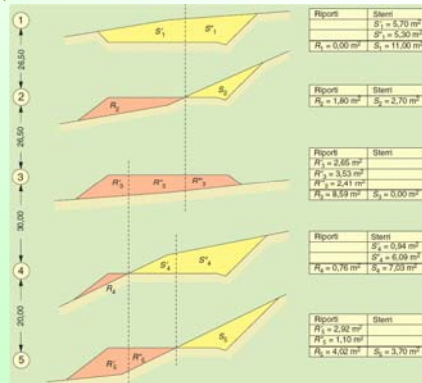 1
S'₁
S"₁
Riporti Sterri
S'₁ = 5,70 m²
S"₁ = 5,30 m²
R₁ = 0,00 m² S₁ = 11,00 m²
26,50
2
R₂
S₂
Riporti Sterri
R₂ = 1,80 m² S₂ = 2,70 m²
26,50
3
R'₃
R"₃
R'"₃
Riporti Sterri
R'₃ = 2,65 m²
R"₃ = 3,53 m²
R'"₃ = 2,41 m²
R₃ = 8,59 m² S₃ = 0,00 m²
30,00
4
R₄
S'₄
S"₄
Riporti Sterri
S'₄ = 0,94 m²
S"₄ = 6,09 m²
R₄ = 0,76 m² S₄ = 7,03 m²
20,00
5
R'₅
R"₅
S₅
Riporti Sterri
R'₅ = 2,92 m²
R"₅ = 1,10 m²
R₅ = 4,02 m² S₅ = 3,70 m²